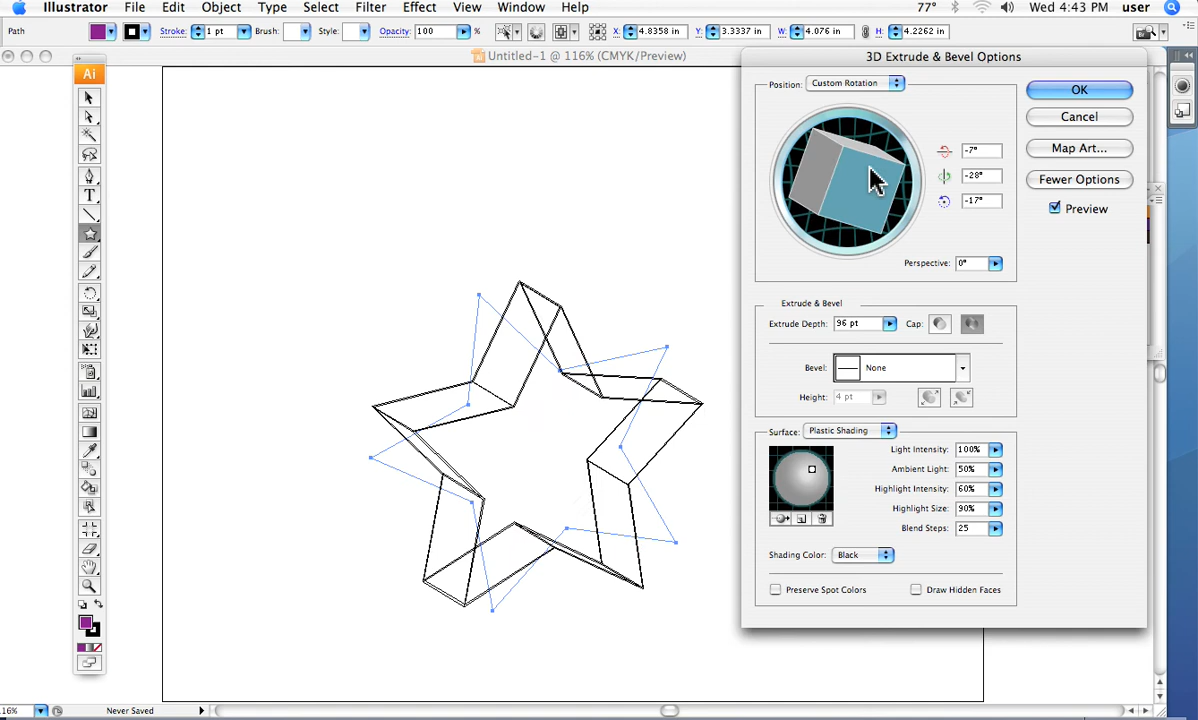 Illustrator File Edit Object Type Select Filter Effect View Window Help 77° Wed 4:43 PM user
Path Stroke: 1 pt Brush: Style: Opacity: 100 % X: 4.8358 in Y: 3.3337 in W: 4.076 in H: 4.2262 in
Untitled-1 @ 116% (CMYK/Preview)
Ai
T
3D Extrude & Bevel Options
Position: Custom Rotation
OK
Cancel
Map Art...
Fewer Options
Preview
-7°
-28°
-17°
Perspective: 0°
Extrude & Bevel
Extrude Depth: 96 pt Cap:
Bevel: None
Height: 4 pt
Surface: Plastic Shading
Light Intensity: 100%
Ambient Light: 50%
Highlight Intensity: 60%
Highlight Size: 90%
Blend Steps: 25
Shading Color: Black
Preserve Spot Colors Draw Hidden Faces
16% Never Saved